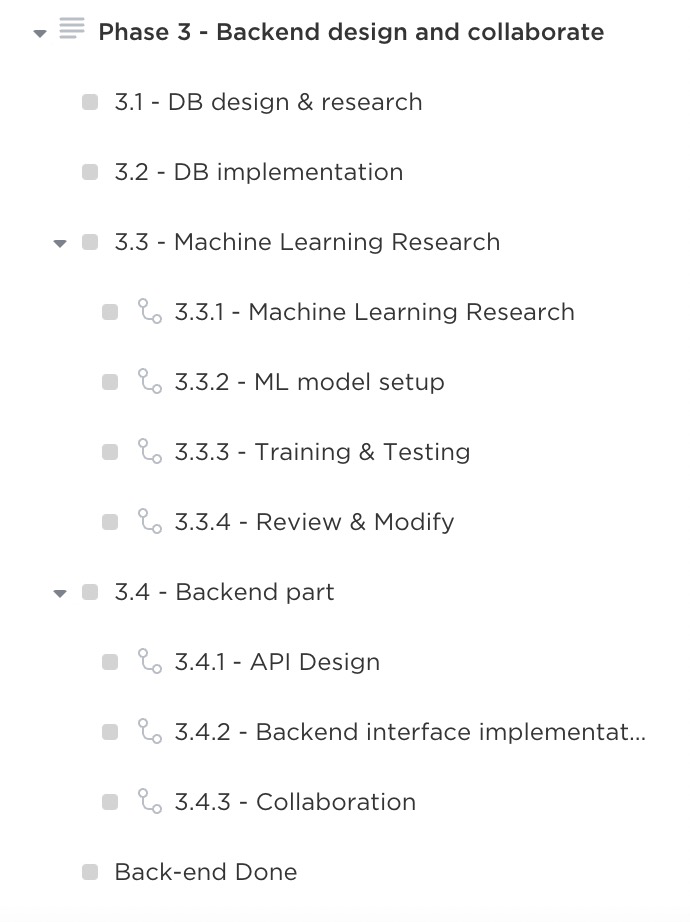 Phase 3 - Backend design and collaborate
3.1 - DB design & research
3.2 - DB implementation
3.3 - Machine Learning Research
3.3.1 - Machine Learning Research
3.3.2 - ML model setup
3.3.3 - Training & Testing
3.3.4 - Review & Modify
3.4 - Backend part
3.4.1 - API Design
3.4.2 - Backend interface implementat...
3.4.3 - Collaboration
Back-end Done